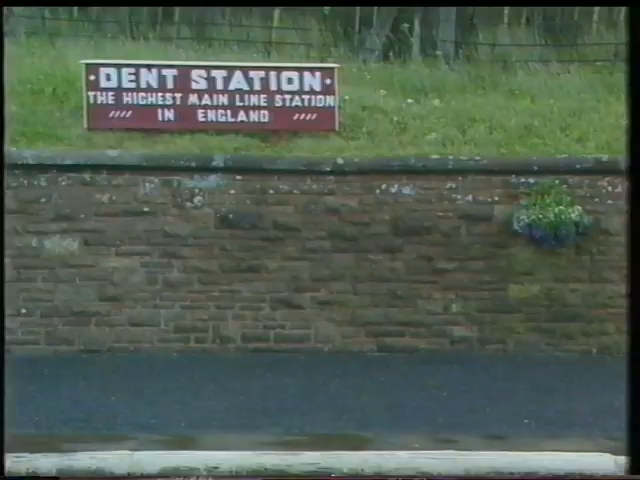 • DENT STATION •
THE HIGHEST MAIN LINE STATION
IN ENGLAND